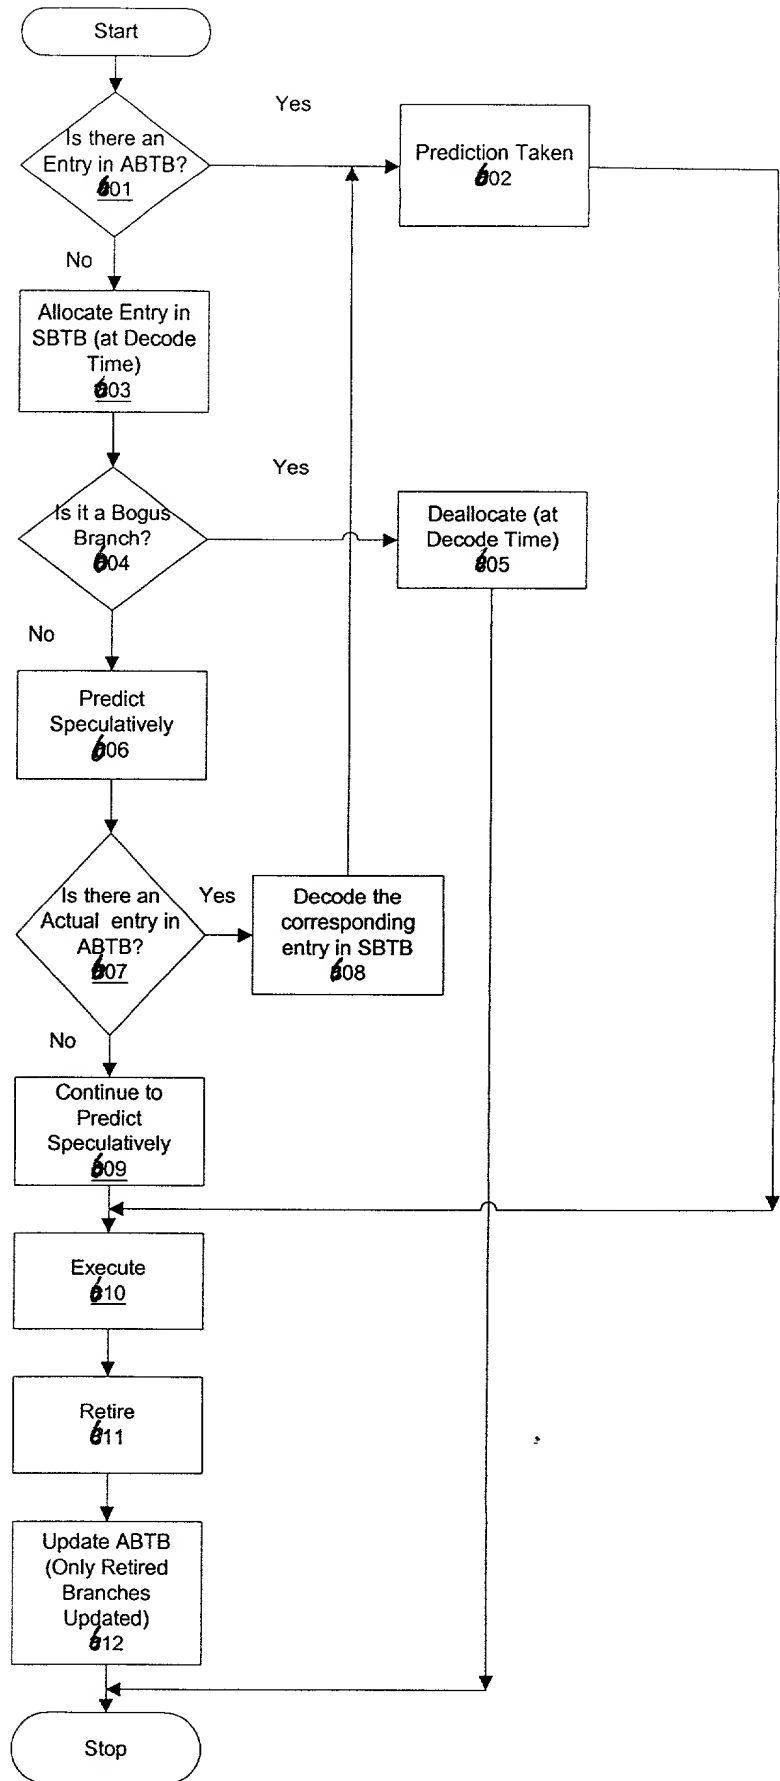 Start
Yes
Is there an
Entry in ABTB?
601
Prediction Taken
602
No
Allocate Entry in
SBTB (at Decode
Time)
603
Yes
Is it a Bogus
Branch?
604
Deallocate (at
Decode Time)
605
No
Predict
Speculatively
606
Is there an
Actual entry in
ABTB?
607
Yes
Decode the
corresponding
entry in SBTB
608
No
Continue to
Predict
Speculatively
609
Execute
610
Retire
611
Update ABTB
(Only Retired
Branches
Updated)
612
Stop